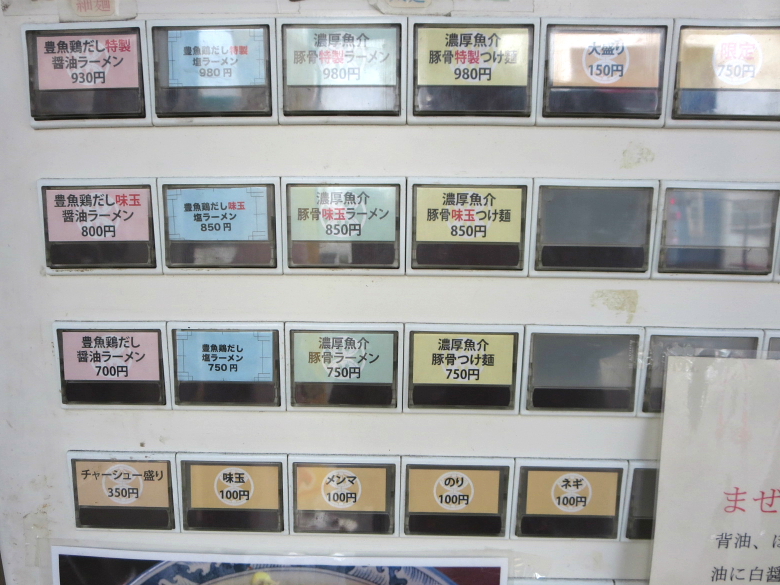 細麺
豊魚鶏だし特製
醤油ラーメン
930円
豊魚鶏だし特製
塩ラーメン
980円
濃厚魚介
豚骨特製ラーメン
980円
濃厚魚介
豚骨特製つけ麺
980円
大盛り
150円
限定
750円
豊魚鶏だし味玉
醤油ラーメン
800円
豊魚鶏だし味玉
塩ラーメン
850円
濃厚魚介
豚骨味玉ラーメン
850円
濃厚魚介
豚骨味玉つけ麺
850円
豊魚鶏だし
醤油ラーメン
700円
豊魚鶏だし
塩ラーメン
750円
濃厚魚介
豚骨ラーメン
750円
濃厚魚介
豚骨つけ麺
750円
チャーシュー盛り
350円
味玉
100円
メンマ
100円
のり
100円
ネギ
100円
まぜ
背油、に
油に白醤